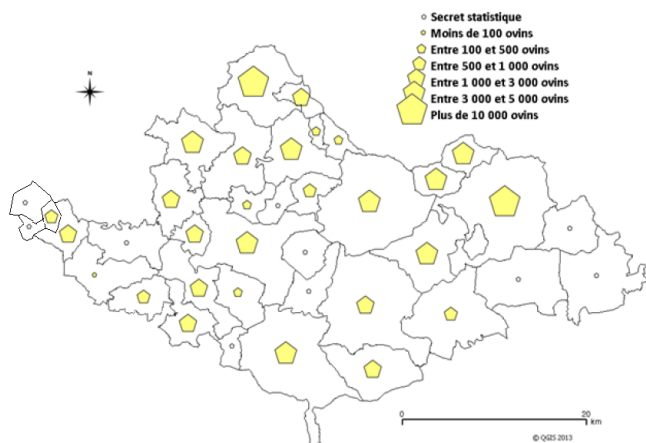 Secret statistique
Moins de 100 ovins
Entre 100 et 500 ovins
Entre 500 et 1 000 ovins
Entre 1 000 et 3 000 ovins
Entre 3 000 et 5 000 ovins
Plus de 10 000 ovins
N
0
20
km
© QGIS 2013